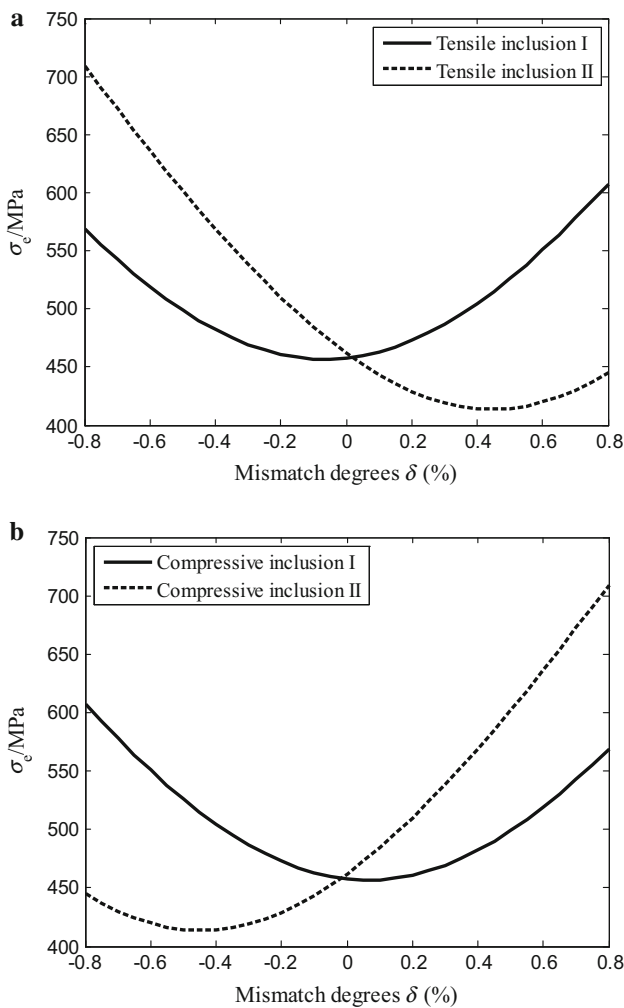 a
750
700
650
600
550
500
450
400
σe/MPa
Tensile inclusion I
Tensile inclusion II
-0.8 -0.6 -0.4 -0.2 0 0.2 0.4 0.6 0.8
Mismatch degrees δ (%)
b
750
700
650
600
550
500
450
400
σe/MPa
Compressive inclusion I
Compressive inclusion II
-0.8 -0.6 -0.4 -0.2 0 0.2 0.4 0.6 0.8
Mismatch degrees δ (%)